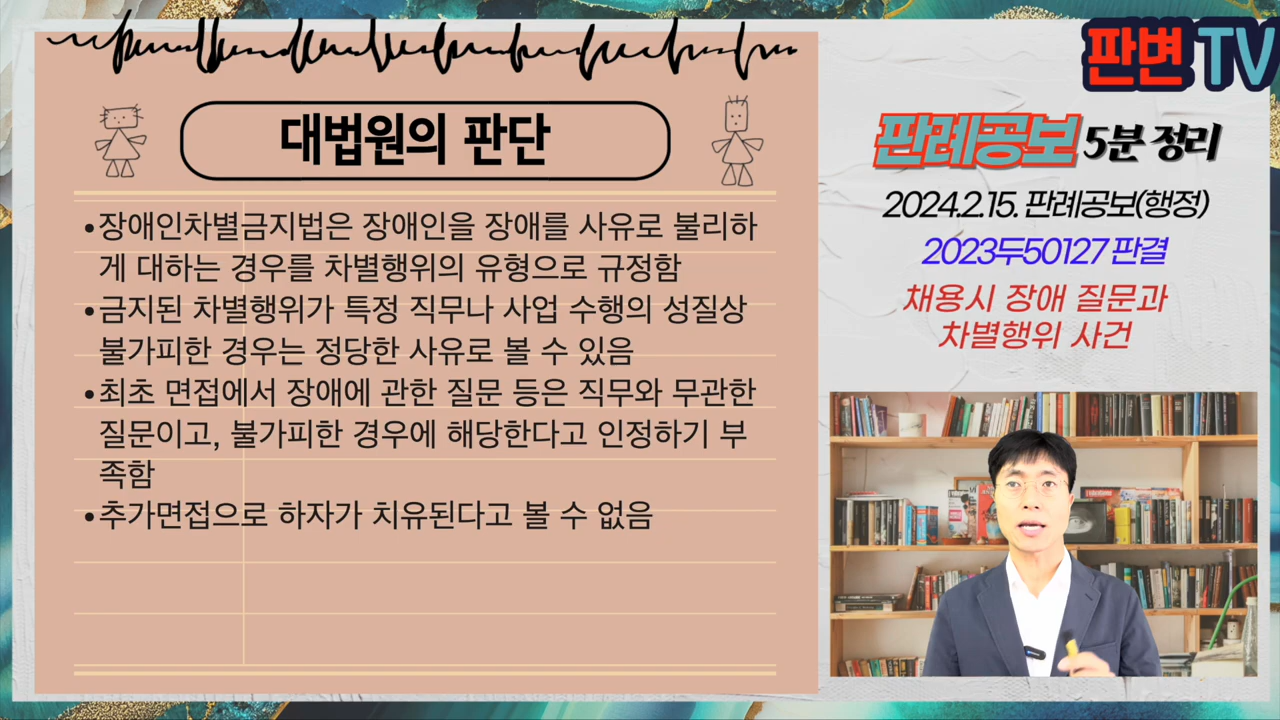 대법원의 판단
•장애인차별금지법은 장애인을 장애를 사유로 불리하
게 대하는 경우를 차별행위의 유형으로 규정함
•금지된 차별행위가 특정 직무나 사업 수행의 성질상
불가피한 경우는 정당한 사유로 볼 수 있음
•최초 면접에서 장애에 관한 질문 등은 직무와 무관한
질문이고, 불가피한 경우에 해당한다고 인정하기 부
족함
•추가면접으로 하자가 치유된다고 볼 수 없음
판변 TV
판례공보 5분 정리
2024.2.15. 판례공보(행정)
2023두50127 판결
채용시 장애 질문과
차별행위 사건